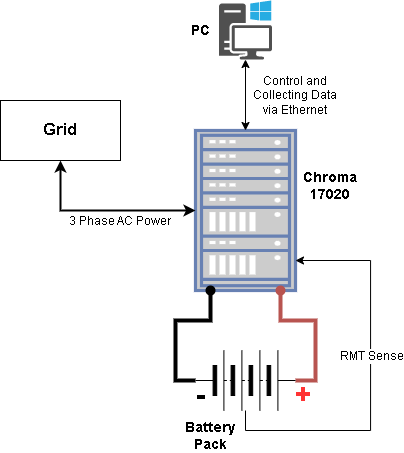 PC
Control and
Collecting Data
via Ethernet
Grid
Chroma
17020
3 Phase AC Power
RMT Sense
-
+
Battery
Pack